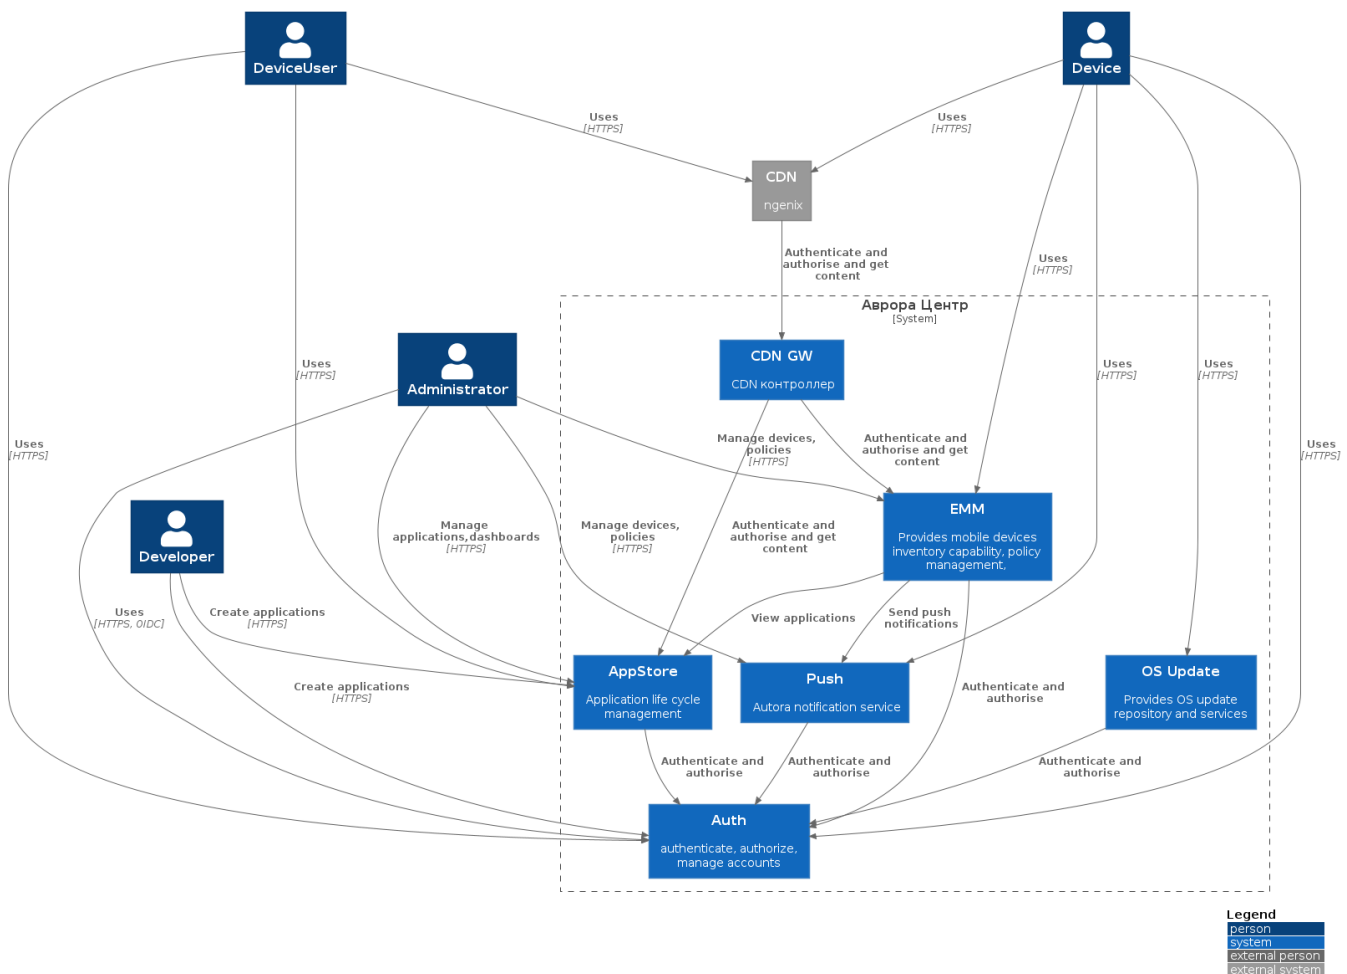 DeviceUser
Device
Uses
[HTTPS]
Uses
[HTTPS]
CDN
ngenix
Authenticate and
authorise and get
content
Uses
[HTTPS]
Аврора Центр
[System]
Administrator
CDN GW
CDN контроллер
Uses
[HTTPS]
Uses
[HTTPS]
Uses
[HTTPS]
Uses
[HTTPS]
Uses
[HTTPS]
Manage devices,
policies
[HTTPS]
Authenticate and
authorise and get
content
Developer
EMM
Provides mobile devices
inventory capability, policy
management,
Manage
applications,dashboards
[HTTPS]
Manage devices,
policies
[HTTPS]
Authenticate and
authorise and get
content
Uses
[HTTPS, OIDC]
Create applications
[HTTPS]
View applications
Send push
notifications
AppStore
Application life cycle
management
Push
Autora notification service
OS Update
Provides OS update
repository and services
Create applications
[HTTPS]
Authenticate and
authorise
Authenticate and
authorise
Authenticate and
authorise
Authenticate and
authorise
Auth
authenticate, authorize,
manage accounts
Legend
person
system
external person
external system